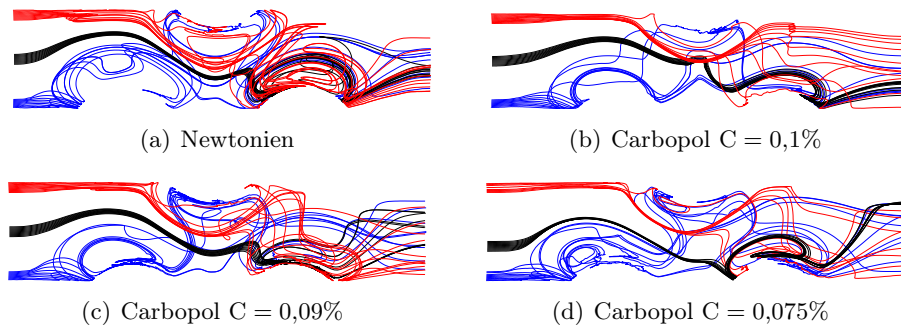 (a) Newtonien
(b) Carbopol C = 0,1%
(c) Carbopol C = 0,09%
(d) Carbopol C = 0,075%